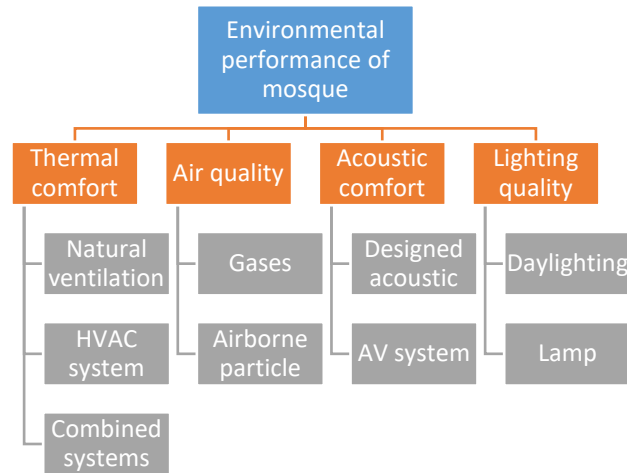 Environmental
performance of
mosque
Thermal
comfort
Air quality
Acoustic
comfort
Lighting
quality
Natural
ventilation
Gases
Designed
acoustic
Daylighting
HVAC
system
Airborne
particle
AV system
Lamp
Combined
systems